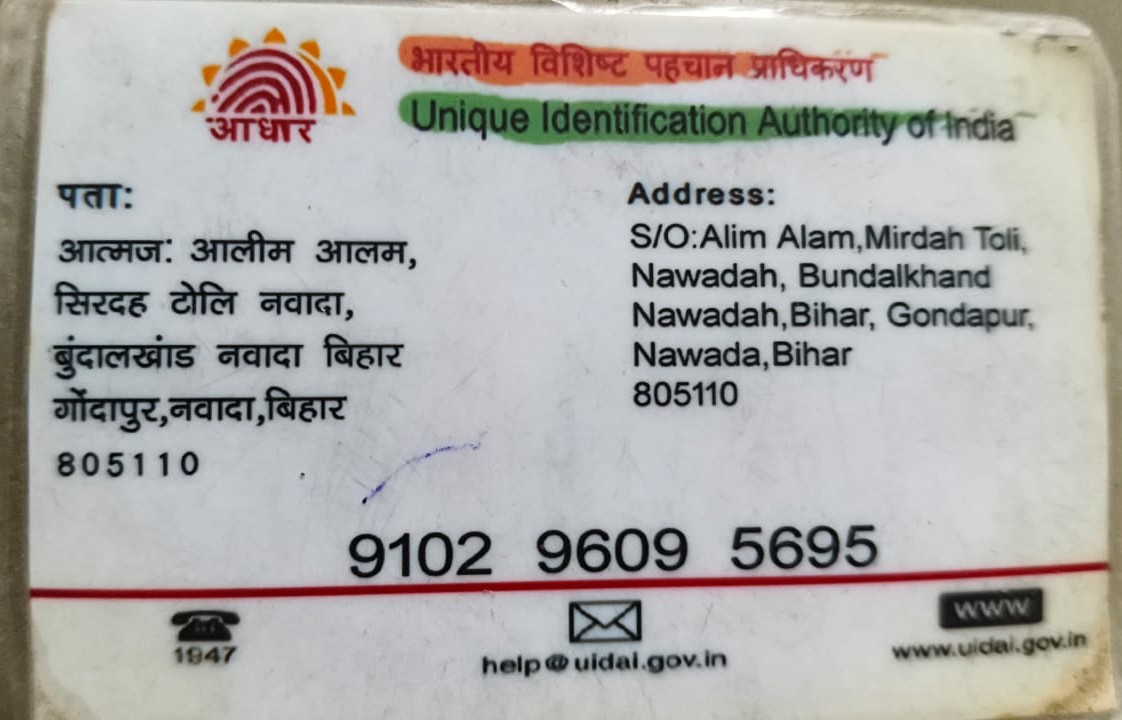 भारतीय विशिष्ट पहचान प्राधिकरण
आधार
Unique Identification Authority of India
पता:
आत्मज: आलीम आलम,
सिरदह टोलि नवादा,
बुंदालखांड नवादा बिहार
गोंदापुर,नवादा,बिहार
805110
Address:
S/O:Alim Alam,Mirdah Toli,
Nawadah, Bundalkhand
Nawadah,Bihar, Gondapur,
Nawada,Bihar
805110
9102 9609 5695
1947
help@uidai.gov.in
www
www.uidai.gov.in